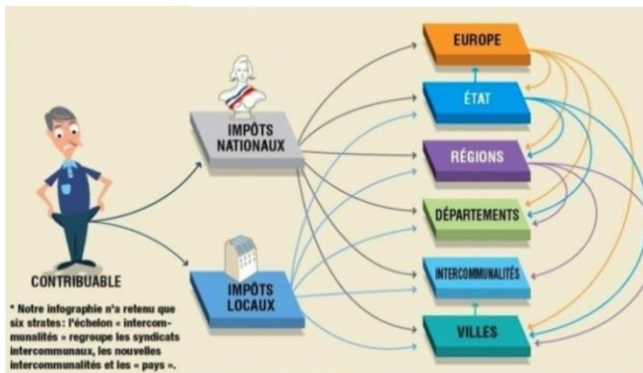 EUROPE
ÉTAT
IMPÔTS
NATIONAUX
RÉGIONS
DÉPARTEMENTS
CONTRIBUABLE
IMPÔTS
LOCAUX
INTERCOMMUNALITÉS
VILLES
* Notre infographie n'a retenu que
six strates : l'échelon « intercom-
munalités » regroupe les syndicats
intercommunaux, les nouvelles
intercommunalités et les « pays ».